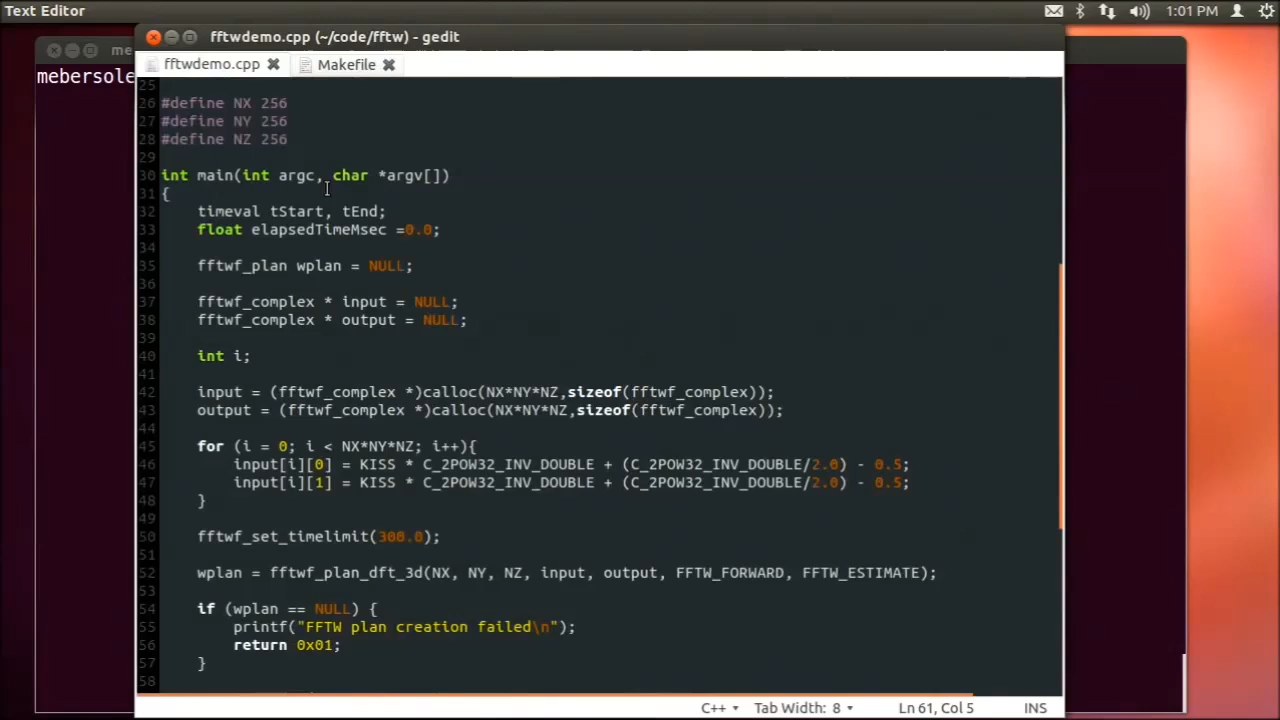 Text Editor
1:01 PM
fftwdemo.cpp (~/code/fftw) - gedit
me
fftwdemo.cpp
Makefile
mebersole
25
26 #define NX 256
27 #define NY 256
28 #define NZ 256
29
30 int main(int argc, char *argv[])
31 {
32 timeval tStart, tEnd;
33 float elapsedTimeMsec =0.0;
34
35 fftwf_plan wplan = NULL;
36
37 fftwf_complex * input = NULL;
38 fftwf_complex * output = NULL;
39
40 int i;
41
42 input = (fftwf_complex *)calloc(NX*NY*NZ,sizeof(fftwf_complex));
43 output = (fftwf_complex *)calloc(NX*NY*NZ,sizeof(fftwf_complex));
44
45 for (i = 0; i < NX*NY*NZ; i++){
46 input[i][0] = KISS * C_2POW32_INV_DOUBLE + (C_2POW32_INV_DOUBLE/2.0) - 0.5;
47 input[i][1] = KISS * C_2POW32_INV_DOUBLE + (C_2POW32_INV_DOUBLE/2.0) - 0.5;
48 }
49
50 fftwf_set_timelimit(300.0);
51
52 wplan = fftwf_plan_dft_3d(NX, NY, NZ, input, output, FFTW_FORWARD, FFTW_ESTIMATE);
53
54 if (wplan == NULL) {
55 printf("FFTW plan creation failed\n");
56 return 0x01;
57 }
58
C++ Tab Width: 8 Ln 61, Col 5 INS